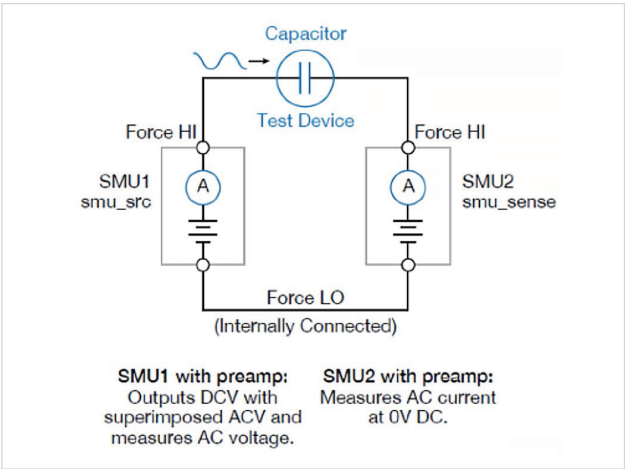 Capacitor
Test Device
Force HI
Force HI
SMU1
smu_src
A
A
SMU2
smu_sense
Force LO
(Internally Connected)
SMU1 with preamp:
Outputs DCV with
superimposed ACV and
measures AC voltage.
SMU2 with preamp:
Measures AC current
at 0V DC.